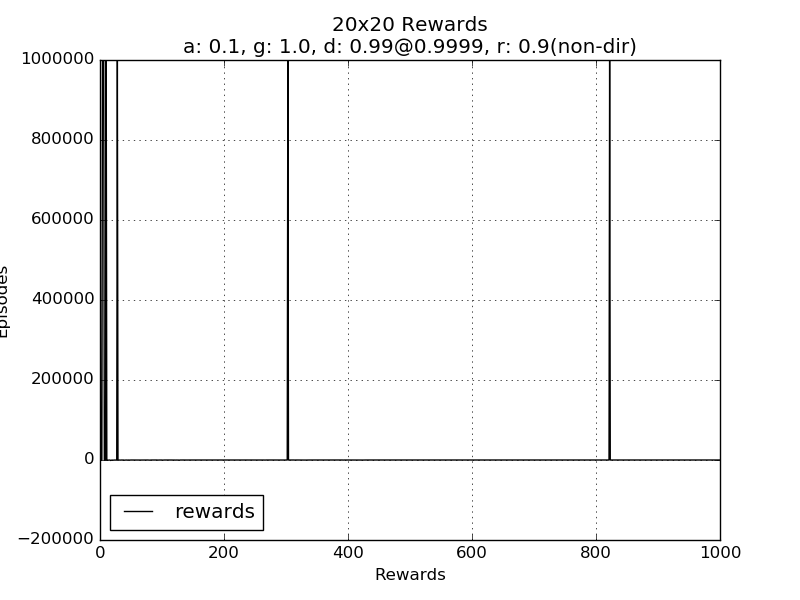 20x20 Rewards
a: 0.1, g: 1.0, d: 0.99@0.9999, r: 0.9(non-dir)
1000000
800000
600000
400000
200000
0
−200000
Episodes
rewards
0 200 400 600 800 1000
Rewards